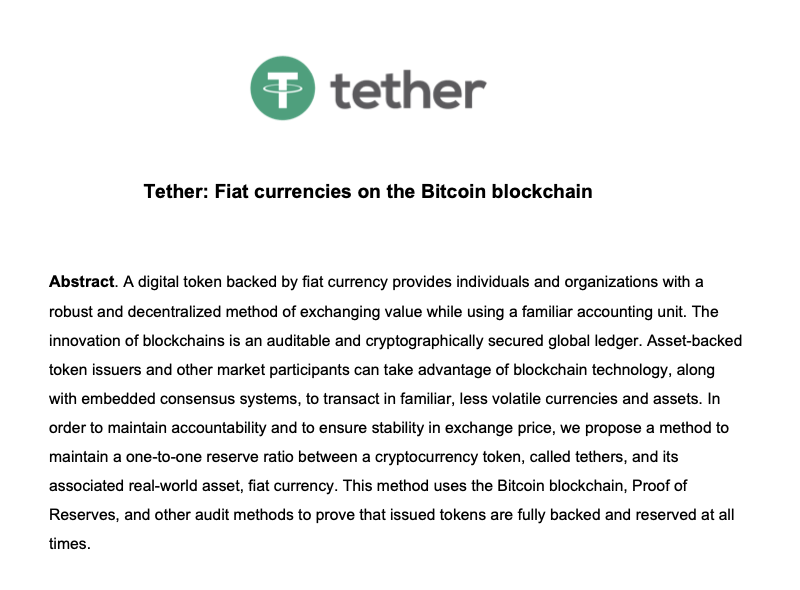 tether
Tether: Fiat currencies on the Bitcoin blockchain
Abstract. A digital token backed by fiat currency provides individuals and organizations with a
robust and decentralized method of exchanging value while using a familiar accounting unit. The
innovation of blockchains is an auditable and cryptographically secured global ledger. Asset-backed
token issuers and other market participants can take advantage of blockchain technology, along
with embedded consensus systems, to transact in familiar, less volatile currencies and assets. In
order to maintain accountability and to ensure stability in exchange price, we propose a method to
maintain a one-to-one reserve ratio between a cryptocurrency token, called tethers, and its
associated real-world asset, fiat currency. This method uses the Bitcoin blockchain, Proof of
Reserves, and other audit methods to prove that issued tokens are fully backed and reserved at all
times.